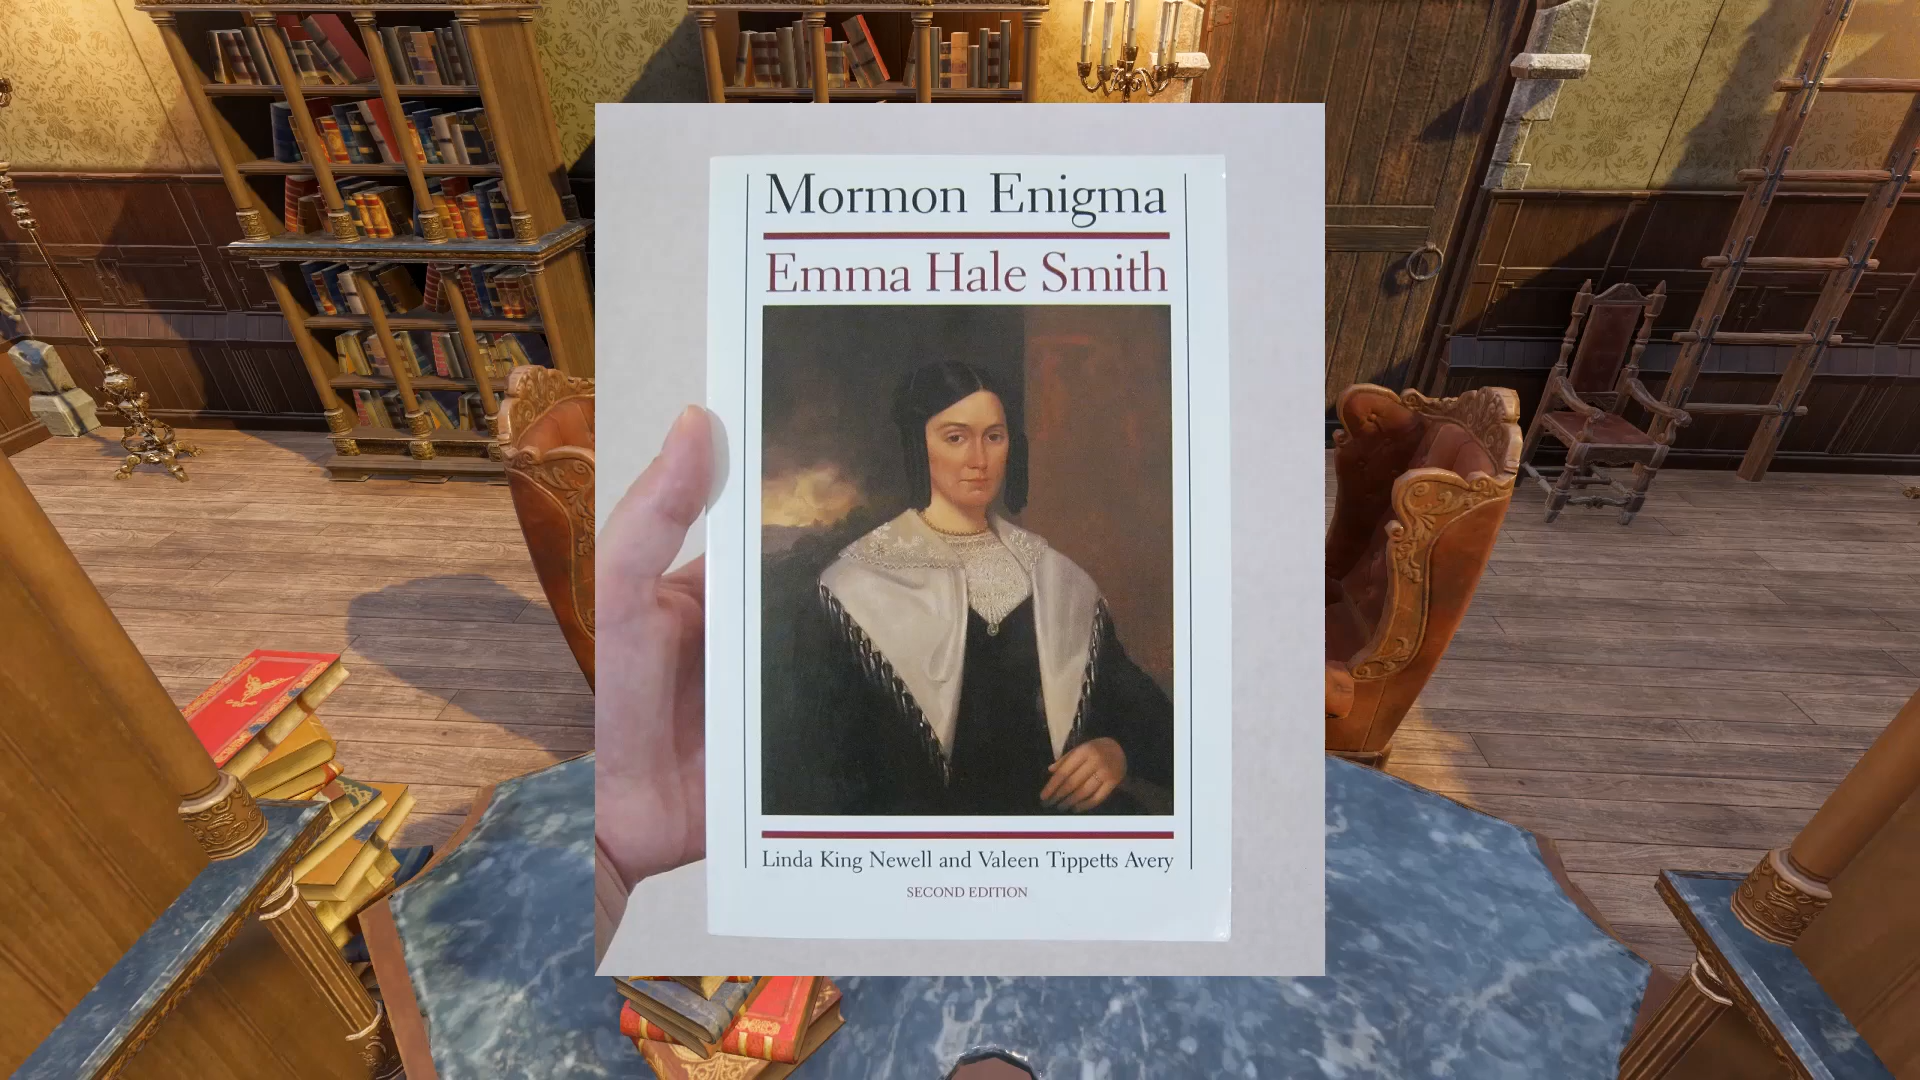 Mormon Enigma
Emma Hale Smith
Linda King Newell and Valeen Tippetts Avery
SECOND EDITION